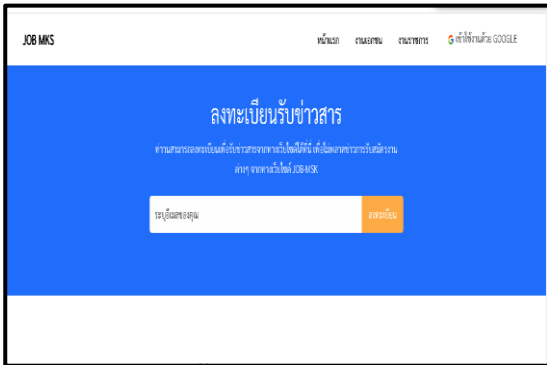 JOB MKS
หน้าแรก
งานเอกชน
งานราชการ
G เข้าใช้งานด้วย GOOGLE
ลงทะเบียนรับข่าวสาร
ท่านสามารถลงทะเบียนเพื่อรับข่าวสารจากทางเว็บไซต์ได้ที่นี่ เพื่อไม่พลาดข่าวการรับสมัครงาน
ต่างๆ จากทางเว็บไซต์ JOB-MSK
ระบุอีเมลของคุณ
ลงทะเบียน